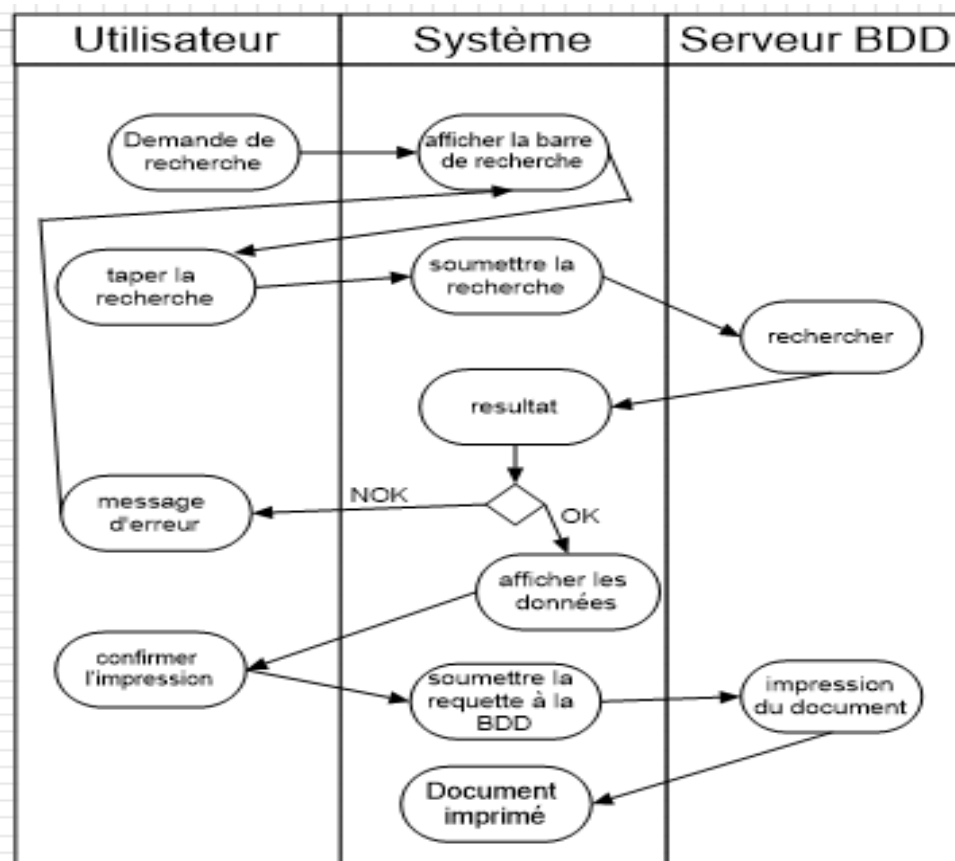 Utilisateur
Système
Serveur BDD
Demande de
recherche
afficher la barre
de recherche
taper la
recherche
soumettre la
recherche
rechercher
resultat
message
d'erreur
NOK
OK
afficher les
données
confirmer
l'impression
soumettre la
requette à la
BDD
impression
du document
Document
imprimé